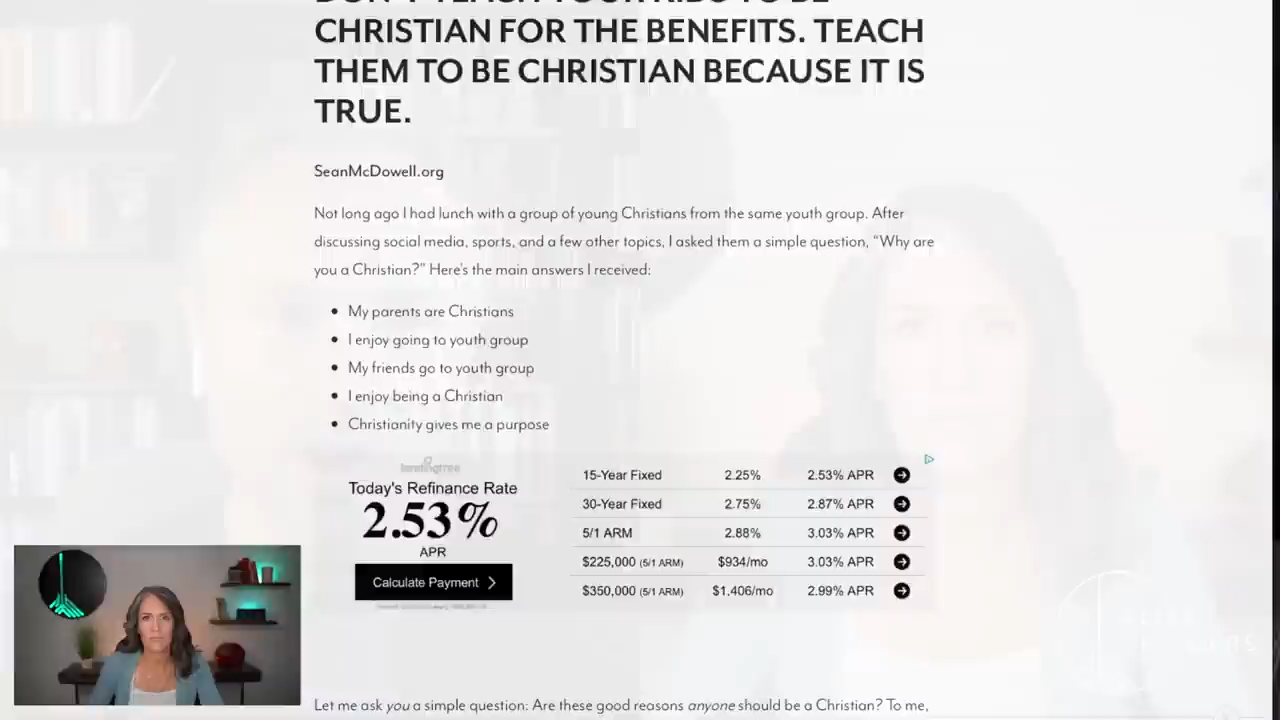 DON'T TEACH YOUR KIDS TO BE
CHRISTIAN FOR THE BENEFITS. TEACH
THEM TO BE CHRISTIAN BECAUSE IT IS
TRUE.
SeanMcDowell.org
Not long ago I had lunch with a group of young Christians from the same youth group. After
discussing social media, sports, and a few other topics, I asked them a simple question, “Why are
you a Christian?” Here's the main answers I received:
• My parents are Christians
• I enjoy going to youth group
• My friends go to youth group
• I enjoy being a Christian
• Christianity gives me a purpose
lendingtree
Today's Refinance Rate
2.53%
APR
Calculate Payment
15-Year Fixed 2.25% 2.53% APR
30-Year Fixed 2.75% 2.87% APR
5/1 ARM 2.88% 3.03% APR
$225,000 (5/1 ARM) $934/mo 3.03% APR
$350,000 (5/1 ARM) $1,406/mo 2.99% APR
Let me ask you a simple question: Are these good reasons anyone should be a Christian? To me,